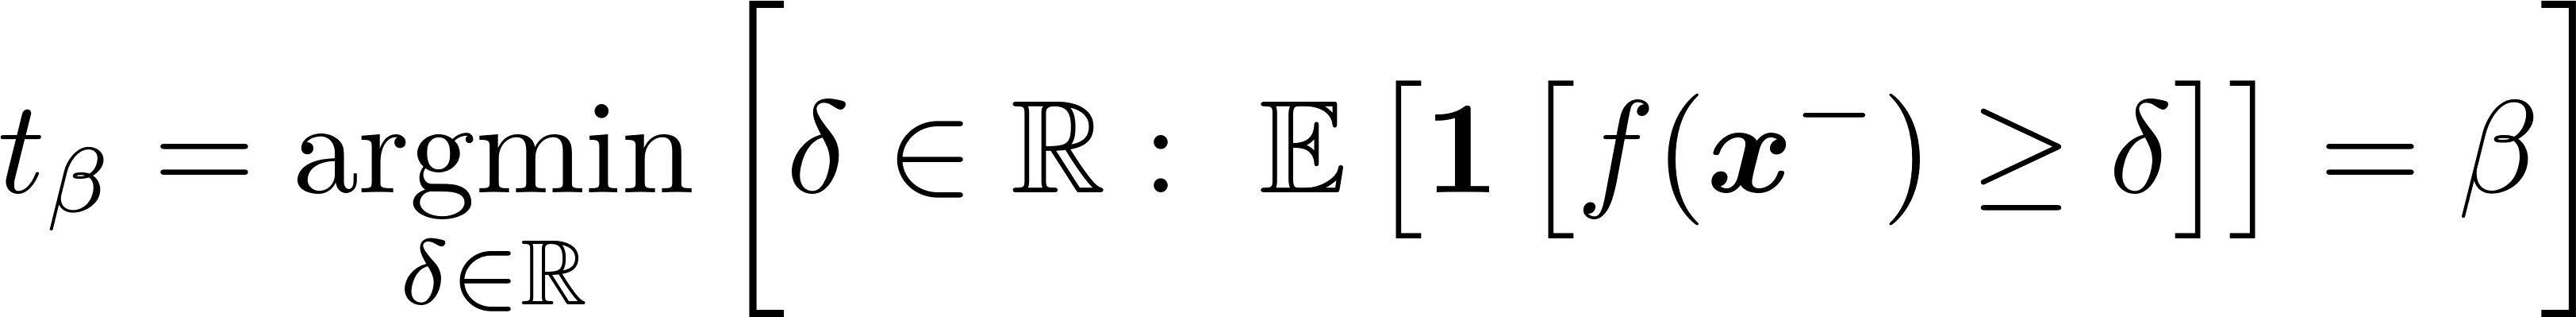 t_β = argmin_{δ∈ℝ} [δ ∈ ℝ : 𝔼[𝟏[f(𝒙⁻) ≥ δ]] = β]